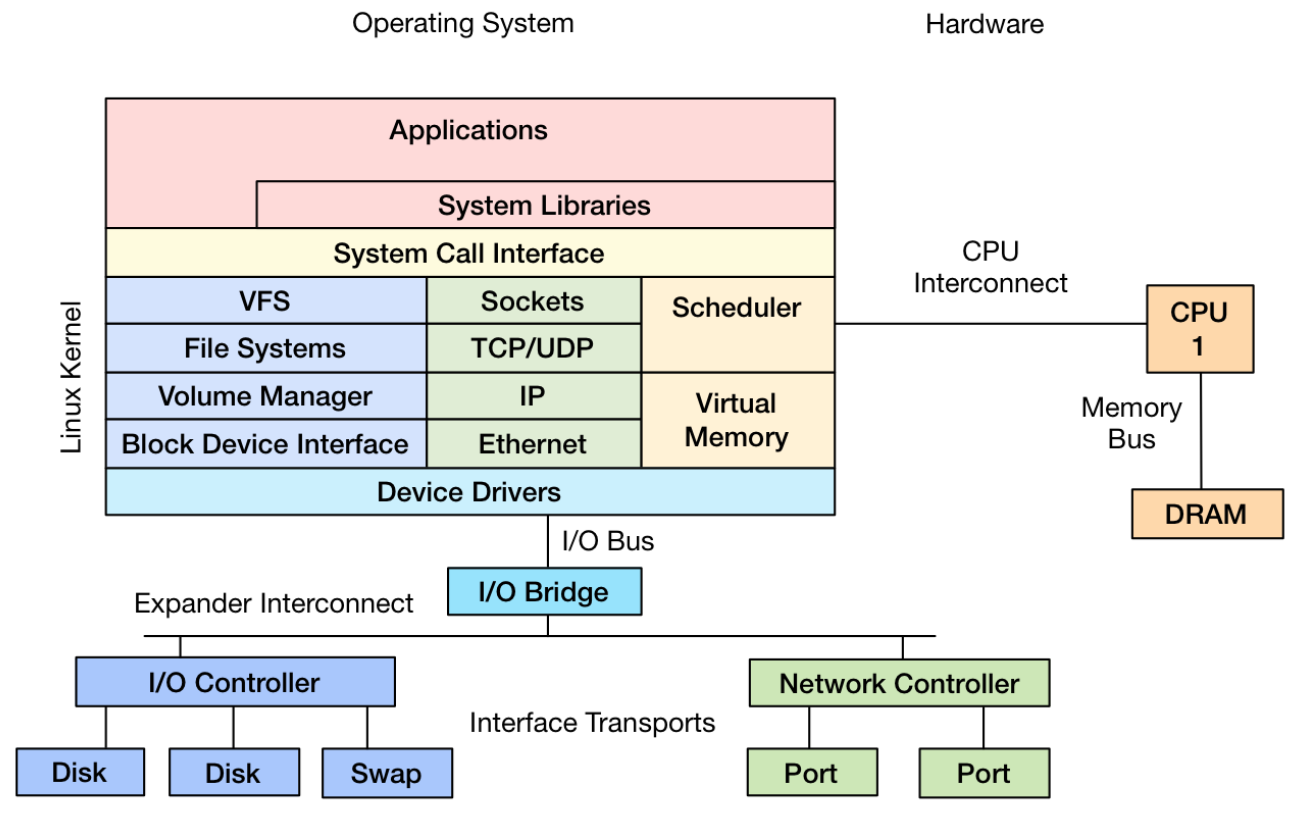 Operating System
Hardware
Applications
System Libraries
System Call Interface
CPU
Interconnect
Linux Kernel
VFS
Sockets
Scheduler
CPU
1
File Systems
TCP/UDP
Volume Manager
IP
Virtual
Memory
Memory
Bus
Block Device Interface
Ethernet
Device Drivers
DRAM
I/O Bus
I/O Bridge
Expander Interconnect
I/O Controller
Network Controller
Interface Transports
Disk
Disk
Swap
Port
Port